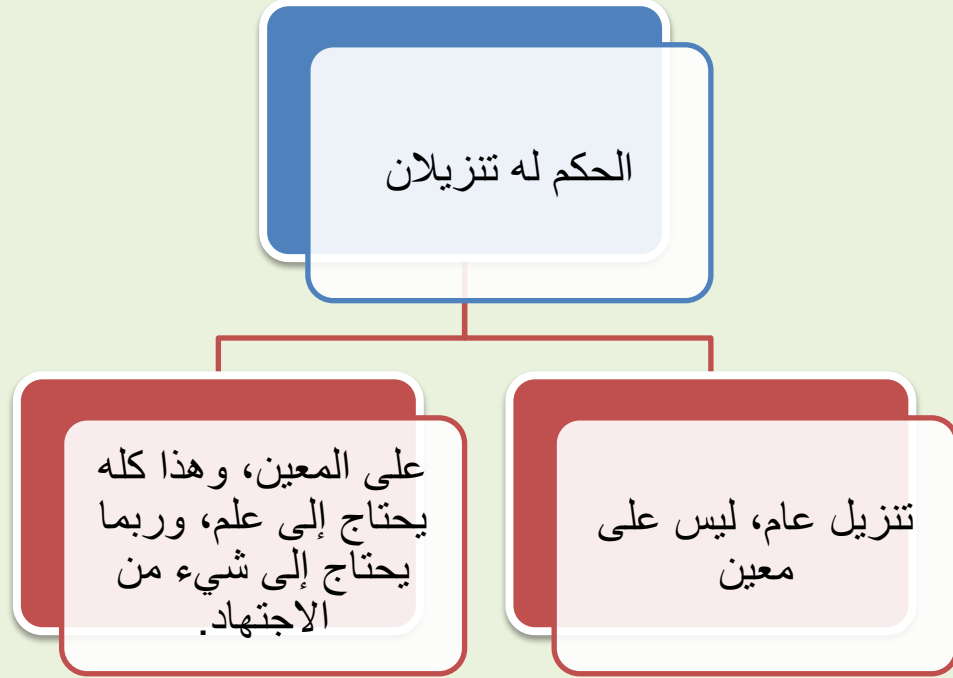 الحكم له تنزيلان
تنزيل عام، ليس على
معين
على المعين، وهذا كله
يحتاج إلى علم، وربما
يحتاج إلى شيء من
الاجتهاد.